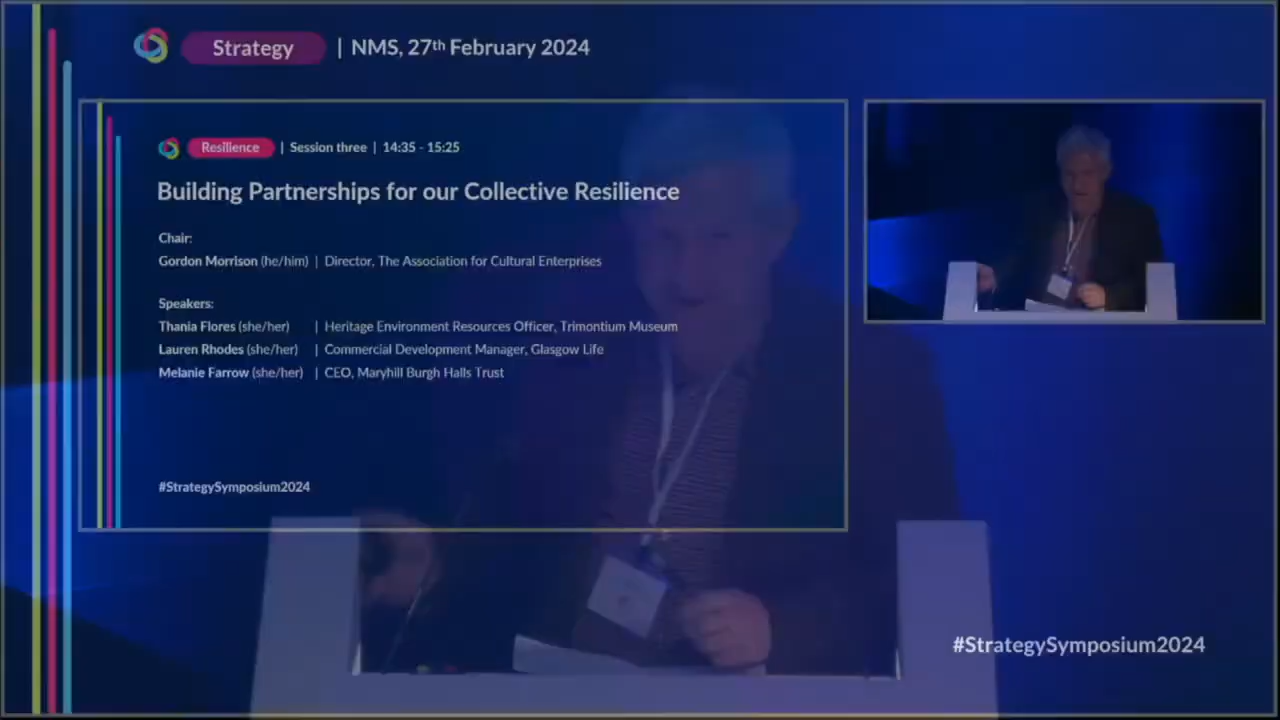 Strategy | NMS, 27th February 2024
Resilience | Session three | 14:35 - 15:25
Building Partnerships for our Collective Resilience
Chair:
Gordon Morrison (he/him) | Director, The Association for Cultural Enterprises
Speakers:
Thania Flores (she/her) | Heritage Environment Resources Officer, Trimontium Museum
Lauren Rhodes (she/her) | Commercial Development Manager, Glasgow Life
Melanie Farrow (she/her) | CEO, Maryhill Burgh Halls Trust
#StrategySymposium2024
#StrategySymposium2024